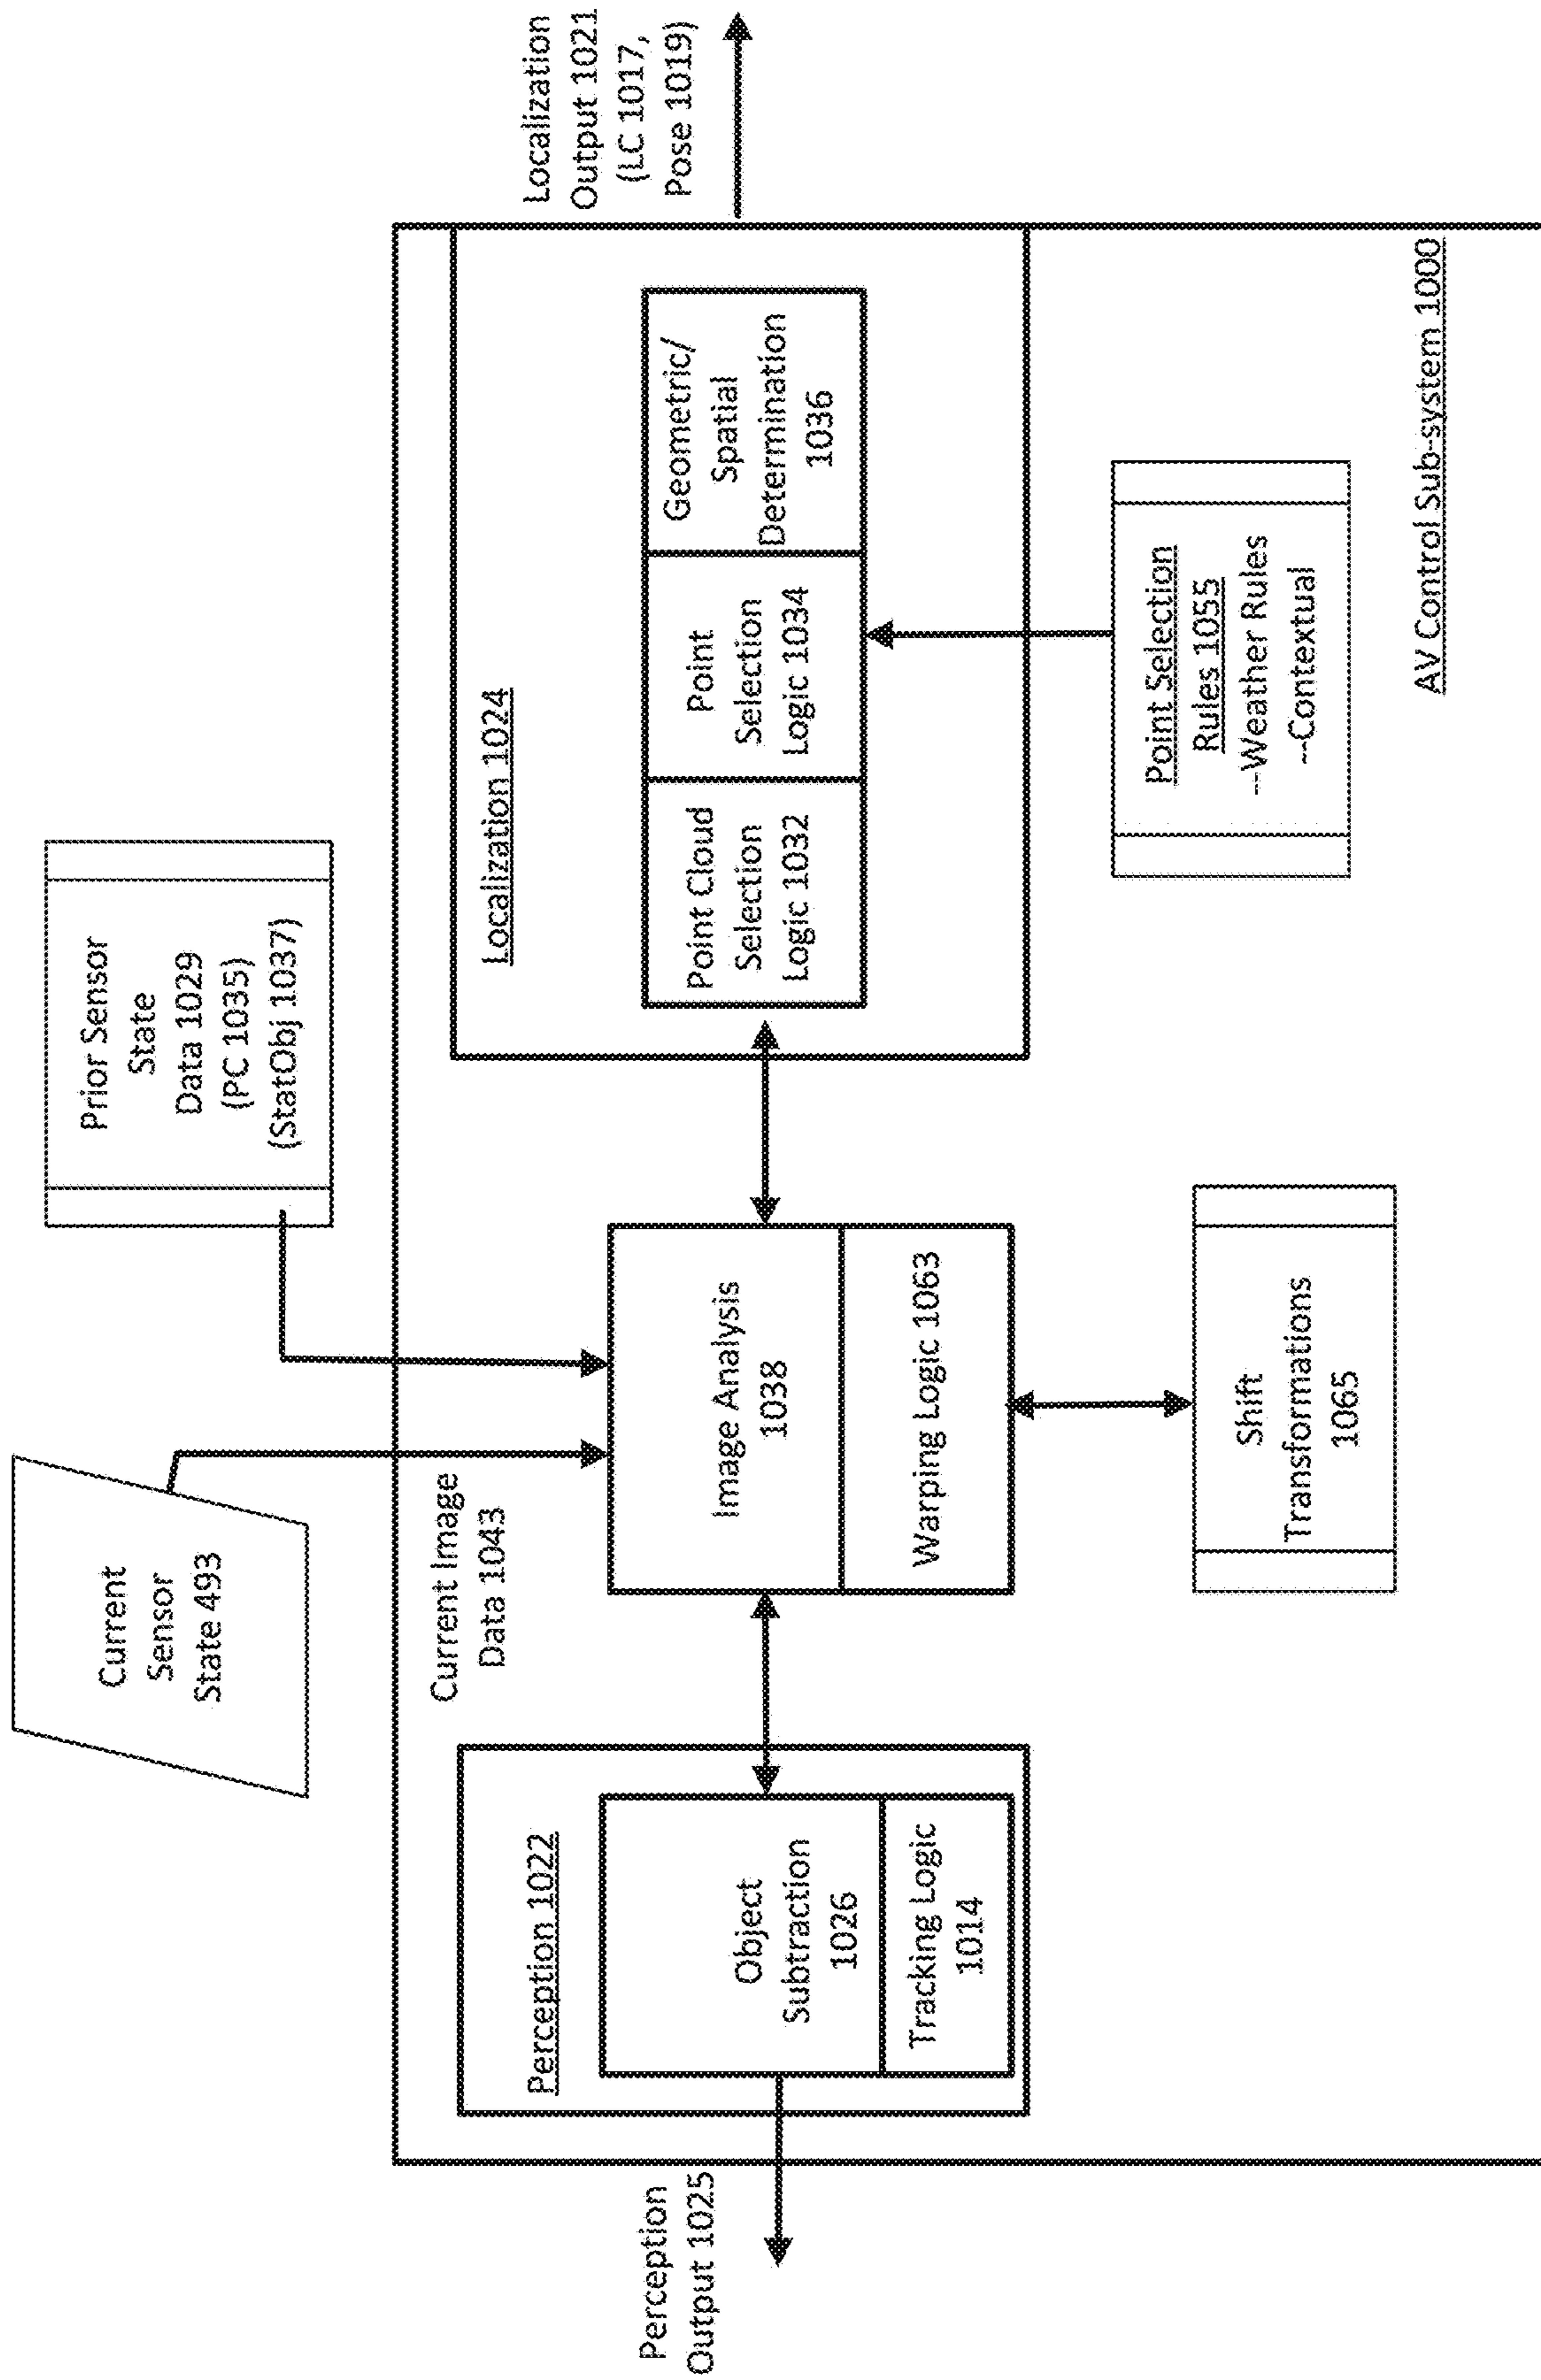 Current
Sensor
State 493
Prior Sensor
State
Data 1029
(PC 1035)
(StatObj 1037)
Current Image
Data 1043
Perception
Output 1025
Perception 1022
Object
Subtraction
1026
Tracking Logic
1014
Image Analysis
1038
Warping Logic 1063
Localization 1024
Point Cloud
Selection
Logic 1032
Point
Selection
Logic 1034
Geometric/
Spatial
Determination
1036
Localization
Output 1021
(LC 1017,
Pose 1019)
Shift
Transformations
1065
Point Selection
Rules 1055
--Weather Rules
--Contextual
AV Control Sub-system 1000